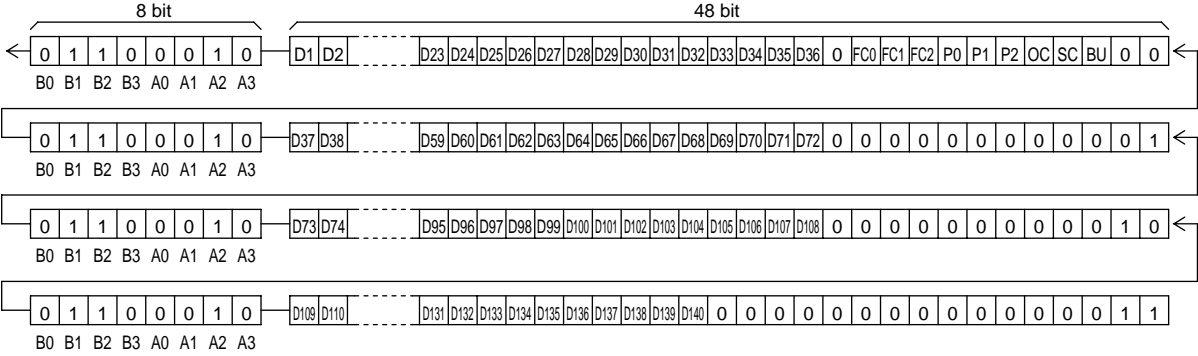 8 bit 48 bit
0 1 1 0 0 0 1 0 D1 D2 D23 D24 D25 D26 D27 D28 D29 D30 D31 D32 D33 D34 D35 D36 0 FC0 FC1 FC2 P0 P1 P2 OC SC BU 0 0
B0 B1 B2 B3 A0 A1 A2 A3
0 1 1 0 0 0 1 0 D37 D38 D59 D60 D61 D62 D63 D64 D65 D66 D67 D68 D69 D70 D71 D72 0 0 0 0 0 0 0 0 0 0 0 1
B0 B1 B2 B3 A0 A1 A2 A3
0 1 1 0 0 0 1 0 D73 D74 D95 D96 D97 D98 D99 D100 D101 D102 D103 D104 D105 D106 D107 D108 0 0 0 0 0 0 0 0 0 0 1 0
B0 B1 B2 B3 A0 A1 A2 A3
0 1 1 0 0 0 1 0 D109 D110 D131 D132 D133 D134 D135 D136 D137 D138 D139 D140 0 0 0 0 0 0 0 0 0 0 0 0 0 0 1 1
B0 B1 B2 B3 A0 A1 A2 A3